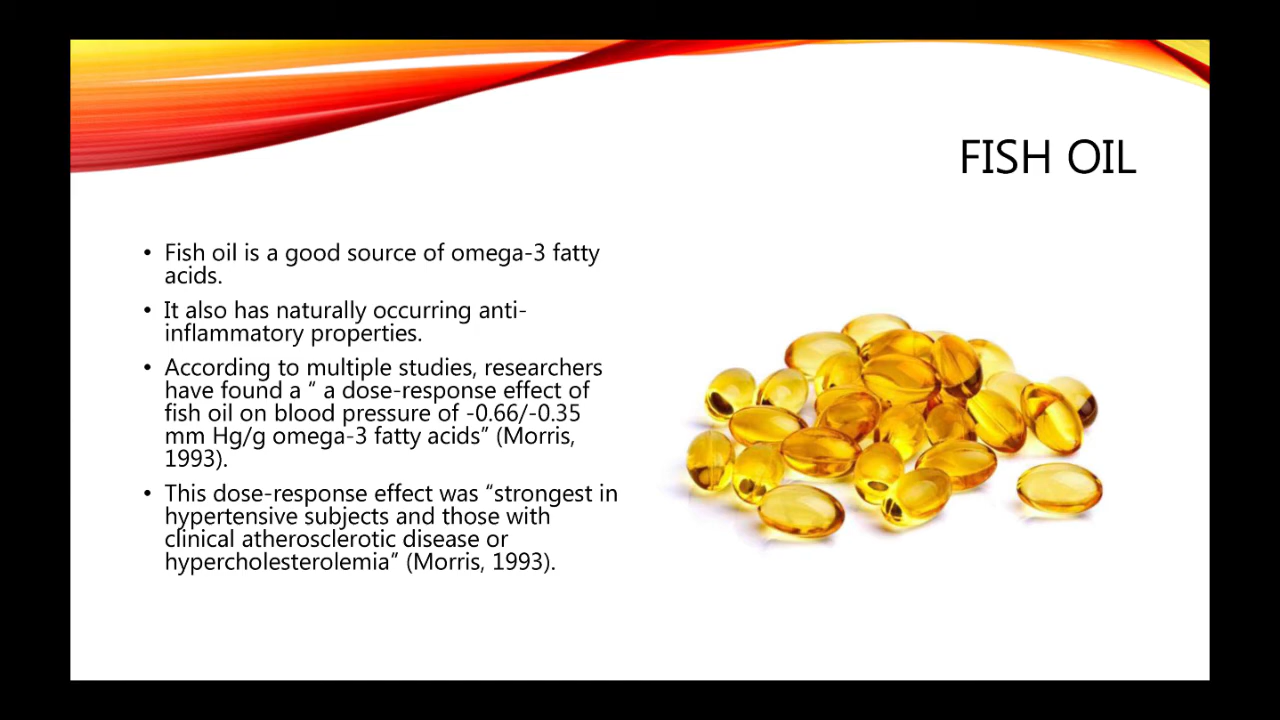 FISH OIL
• Fish oil is a good source of omega-3 fatty
acids.
• It also has naturally occurring anti-
inflammatory properties.
• According to multiple studies, researchers
have found a “ a dose-response effect of
fish oil on blood pressure of -0.66/-0.35
mm Hg/g omega-3 fatty acids” (Morris,
1993).
• This dose-response effect was “strongest in
hypertensive subjects and those with
clinical atherosclerotic disease or
hypercholesterolemia” (Morris, 1993).